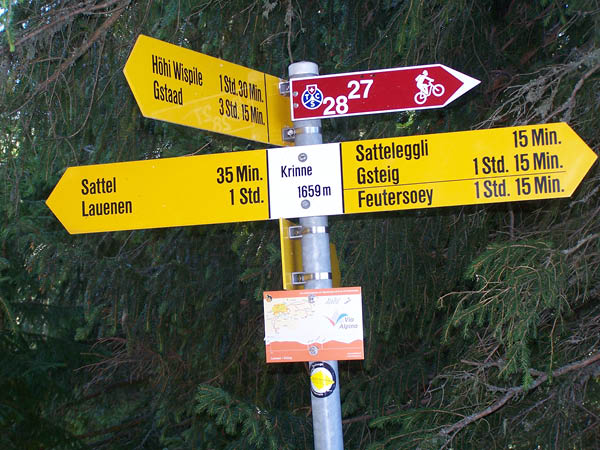 Höhi Wispile 1 Std. 30 Min.
Gstaad 3 Std. 15 Min.
28 27
Sattel 35 Min.
Lauenen 1 Std.
Krinne
1659 m
Satteleggli 15 Min.
Gsteig 1 Std. 15 Min.
Feutersoey 1 Std. 15 Min.
Via
Alpina